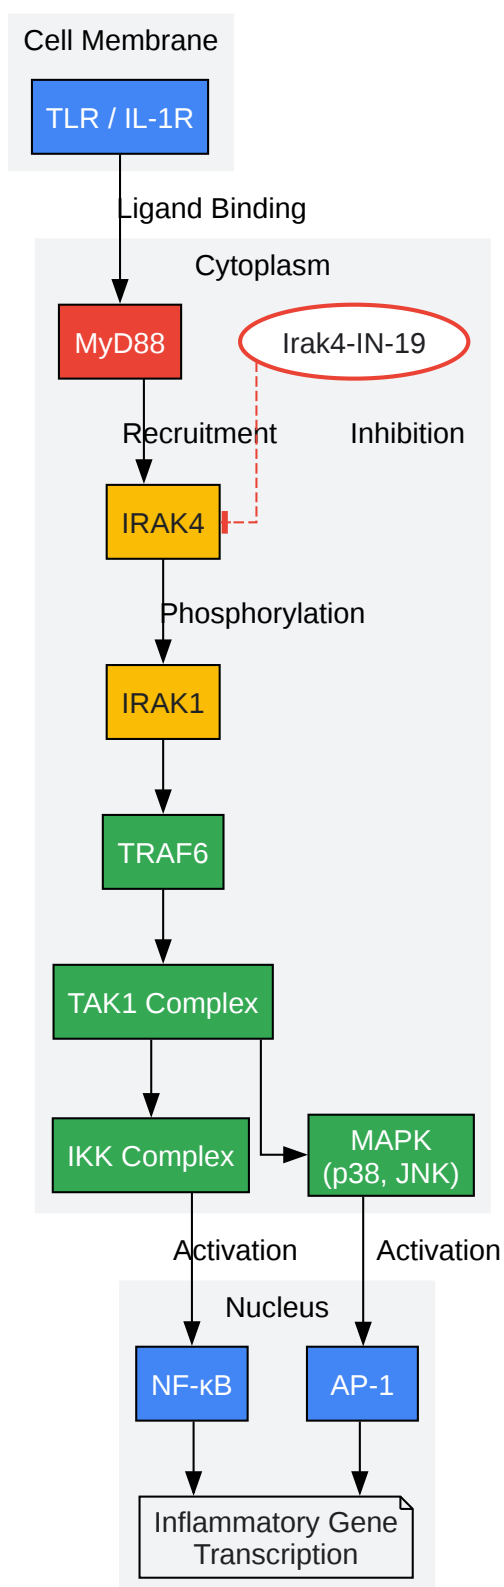 Cell Membrane
TLR / IL-1R
Ligand Binding
Cytoplasm
MyD88
Irak4-IN-19
Recruitment
Inhibition
IRAK4
Phosphorylation
IRAK1
TRAF6
TAK1 Complex
IKK Complex
MAPK
(p38, JNK)
Activation
Activation
Nucleus
NF-κB
AP-1
Inflammatory Gene
Transcription